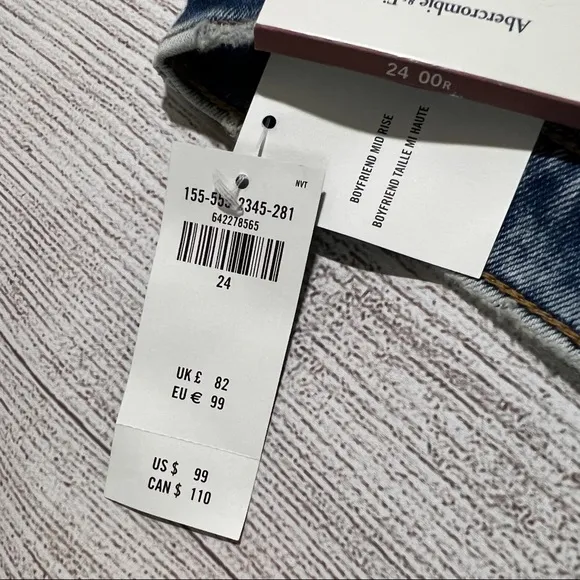 Abercrombie &
24 00R
BOYFRIEND MID RISE
BOYFRIEND TAILLE MI HAUTE
NVT
155-555-2345-281
642278565
24
UK £ 82
EU € 99
US $ 99
CAN $ 110